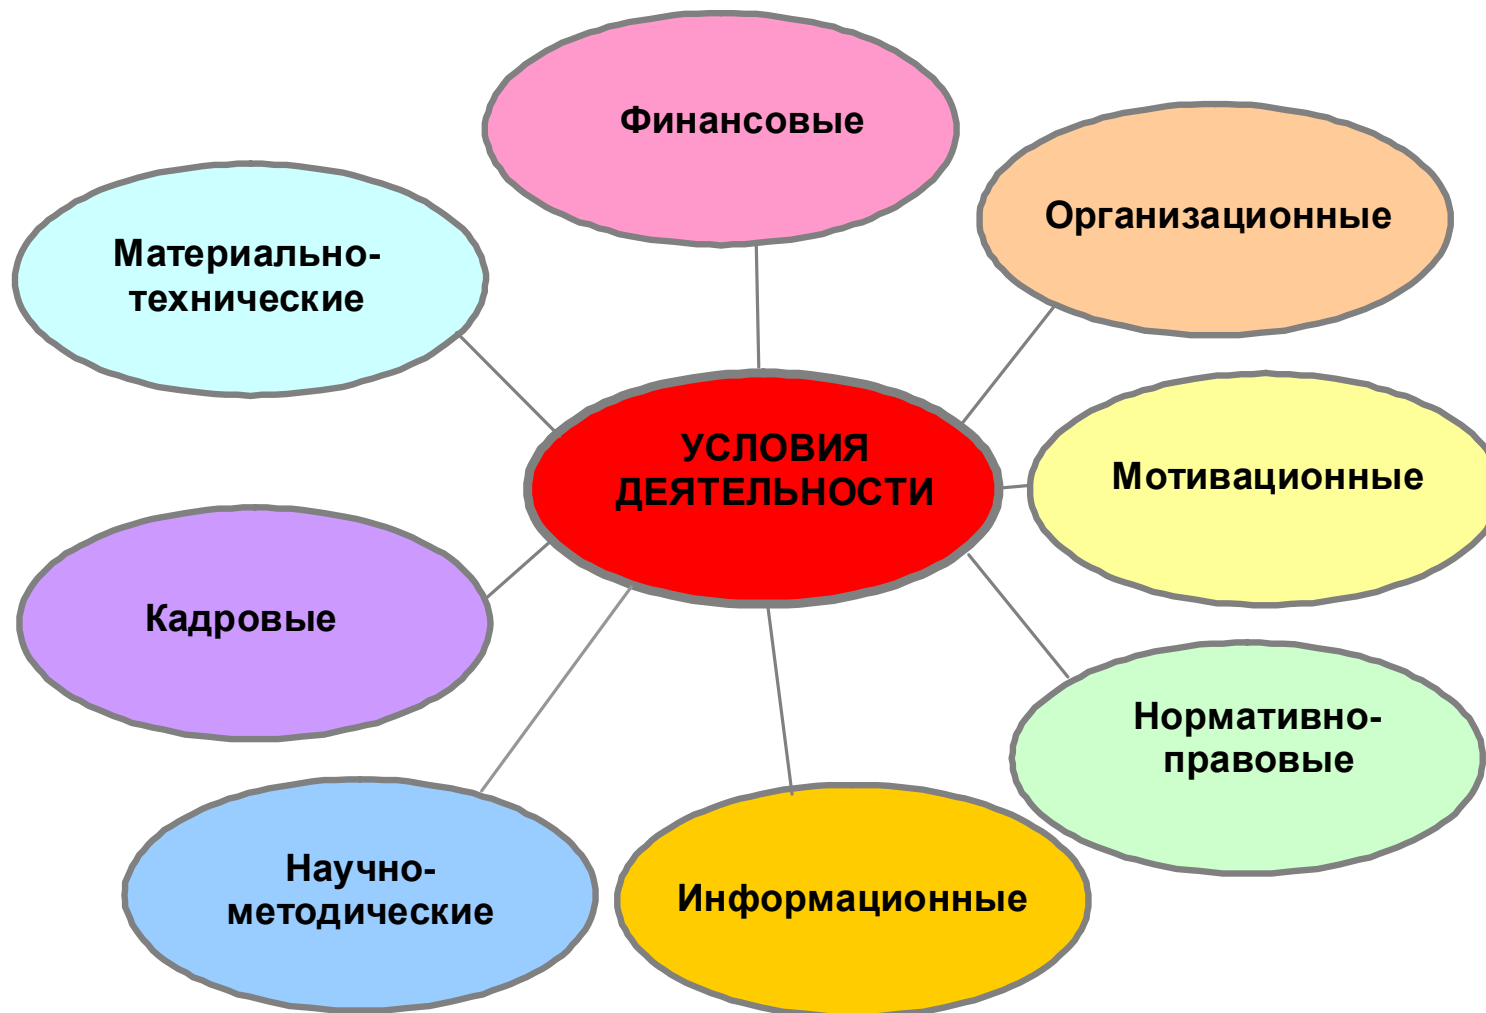 Финансовые
Организационные
Материально-
технические
УСЛОВИЯ
ДЕЯТЕЛЬНОСТИ
Мотивационные
Кадровые
Нормативно-
правовые
Научно-
методические
Информационные